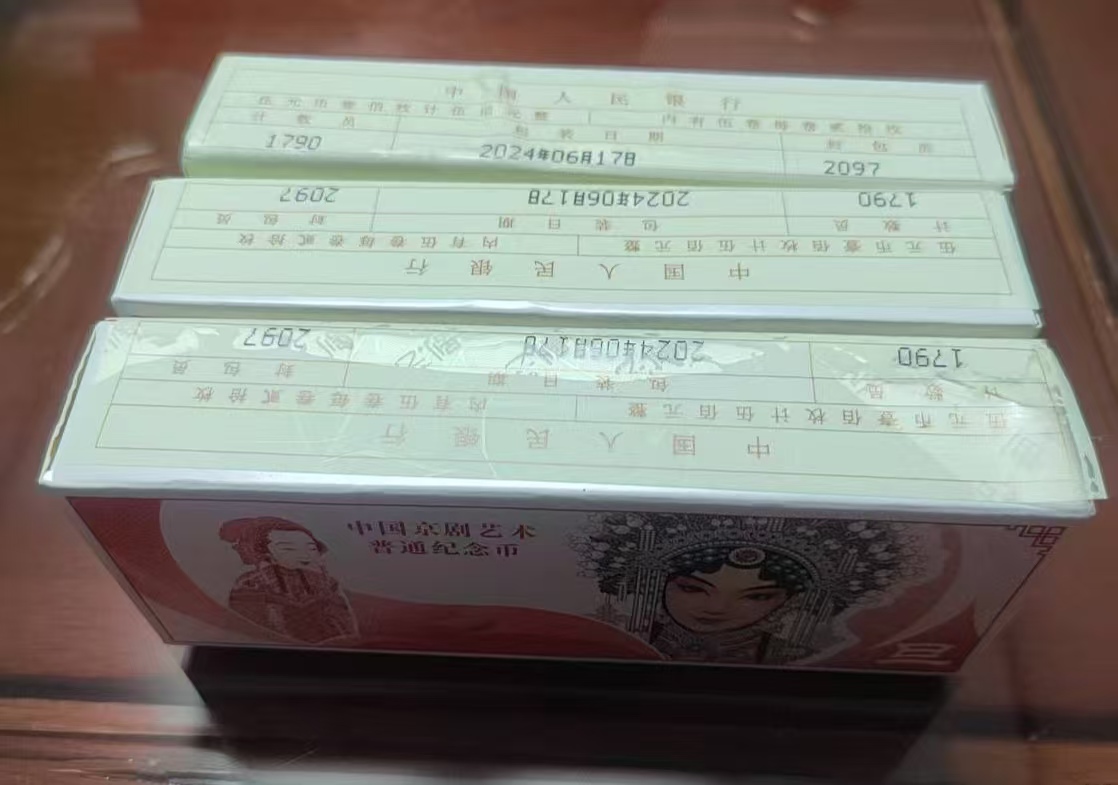 中国人民银行
伍元币壹佰枚计伍佰元整 内有伍卷每卷贰拾枚
计数员 包装日期 封包员
1790 2024年06月17日 2097
中国人民银行
伍元币壹佰枚计伍佰元整 内有伍卷每卷贰拾枚
计数员 包装日期 封包员
1790 2024年06月17日 2097
中国人民银行
伍元币壹佰枚计伍佰元整 内有伍卷每卷贰拾枚
计数员 包装日期 封包员
1790 2024年06月17日 2097
中国京剧艺术
普通纪念币
旦